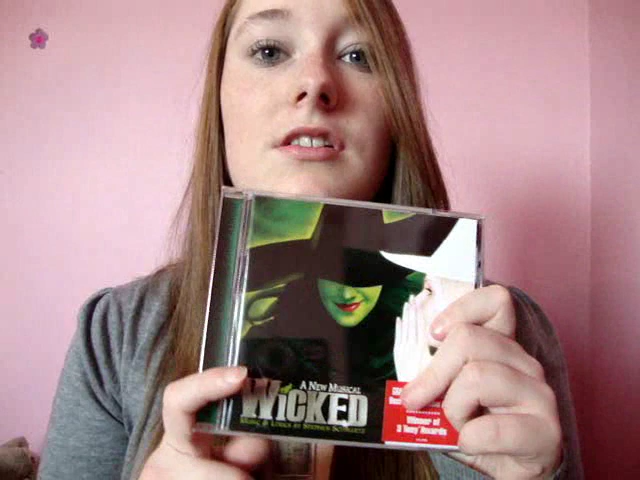 A NEW MUSICAL
WICKED
MUSIC & LYRICS BY STEPHEN SCHWARTZ
Winner of
3 Tony Awards